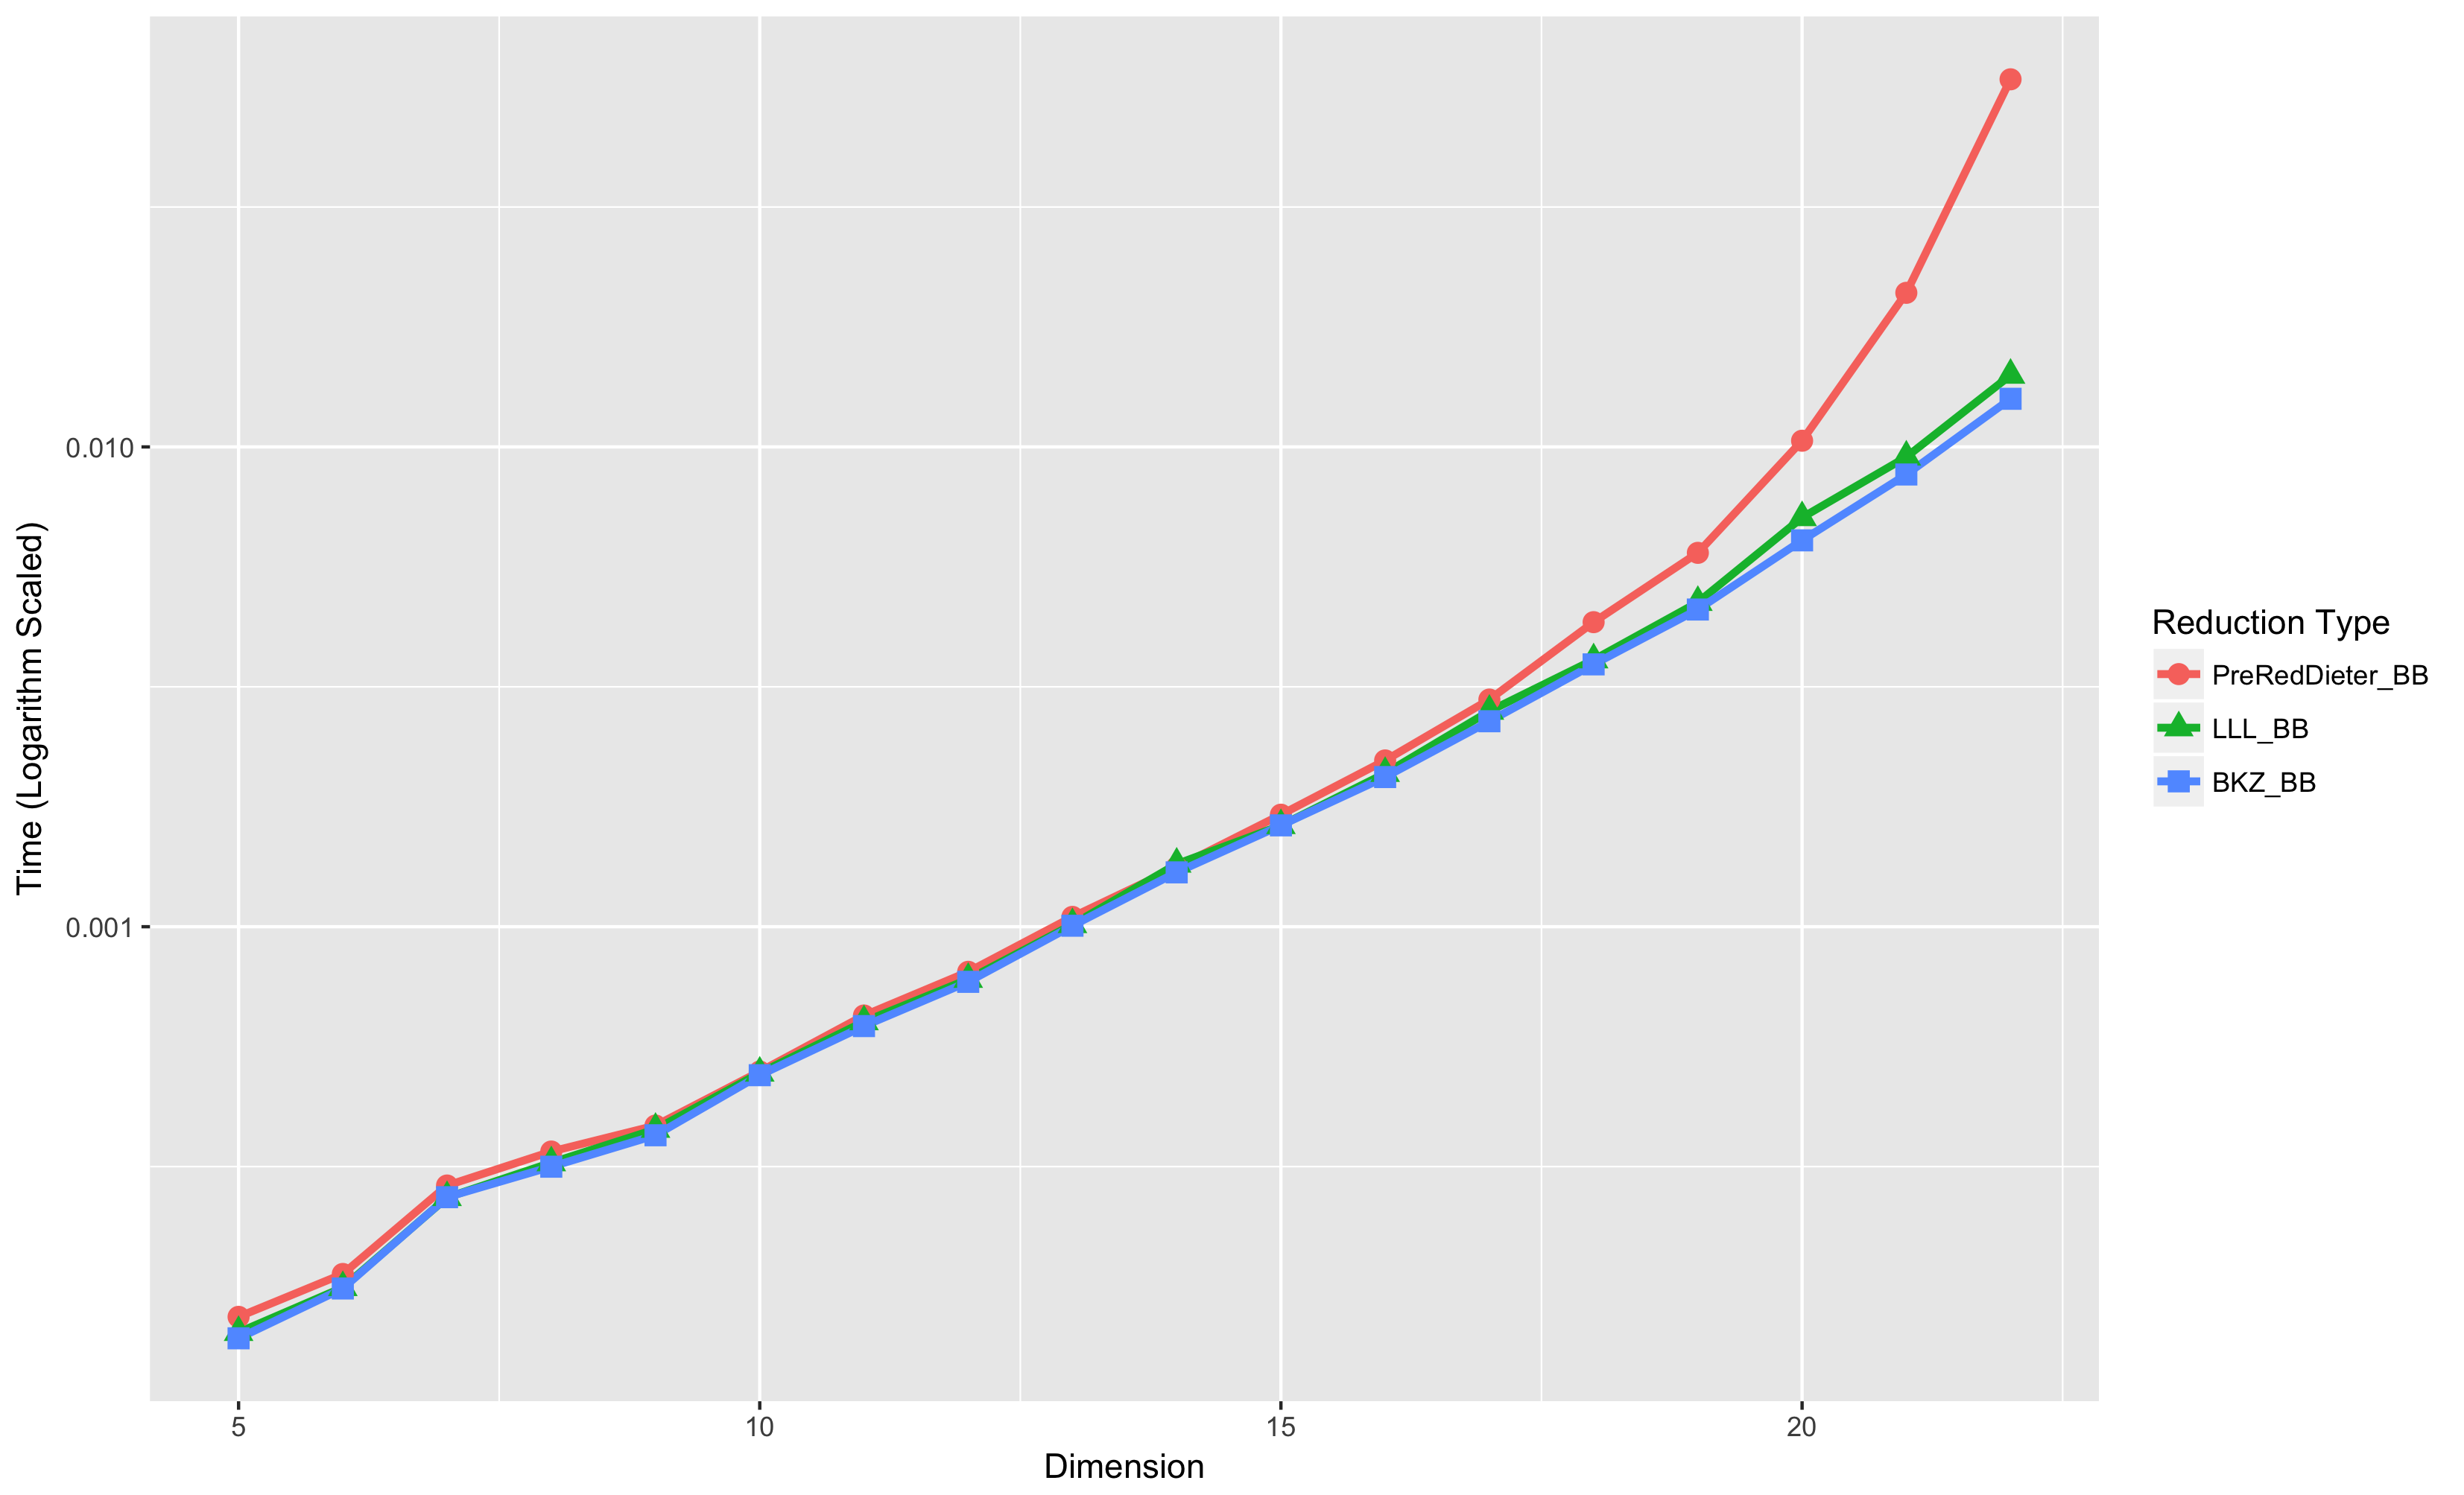 Time (Logarithm Scaled)
0.010
0.001
5 10 15 20
Dimension
Reduction Type
PreRedDieter_BB
LLL_BB
BKZ_BB